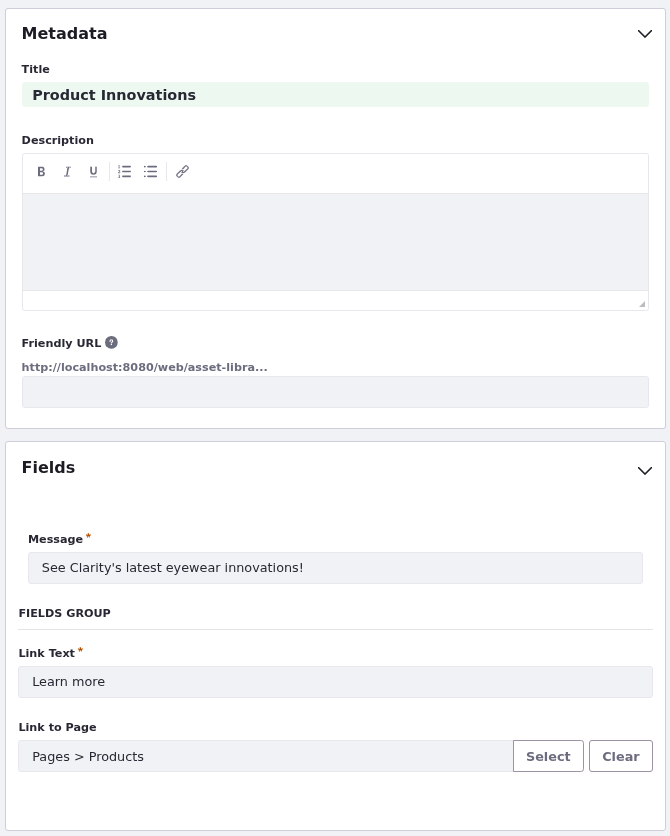 Metadata
Title
Product Innovations
Description
B I U
Friendly URL ?
http://localhost:8080/web/asset-libra...
Fields
Message *
See Clarity's latest eyewear innovations!
FIELDS GROUP
Link Text *
Learn more
Link to Page
Pages > Products Select Clear